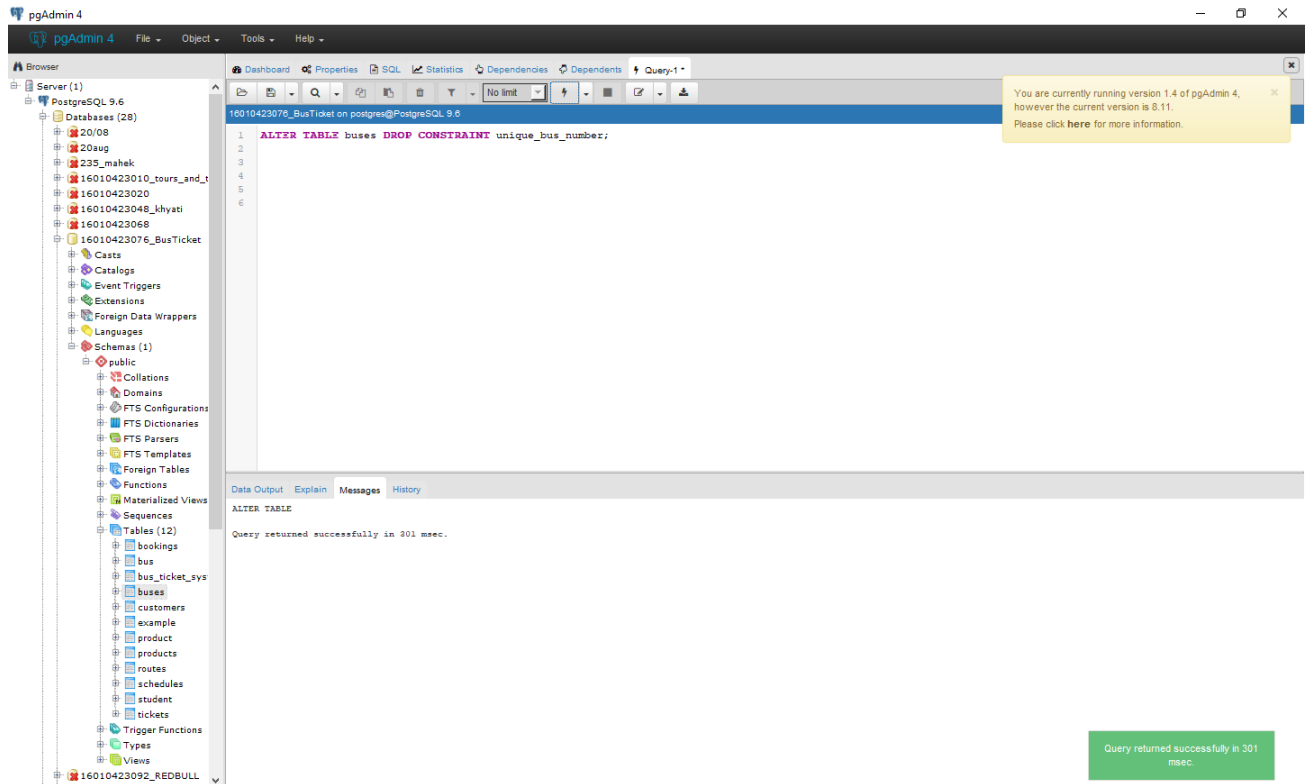 pgAdmin 4
pgAdmin 4 File Object Tools Help
Browser
Dashboard Properties SQL Statistics Dependencies Dependents Query-1 *
No limit
16010423076_BusTicket on postgres@PostgreSQL 9.6
You are currently running version 1.4 of pgAdmin 4,
however the current version is 8.11.
Please click here for more information.
Server (1)
PostgreSQL 9.6
Databases (28)
20/08
20aug
235_mahek
16010423010_tours_and_t
16010423020
16010423048_khyati
16010423068
16010423076_BusTicket
Casts
Catalogs
Event Triggers
Extensions
Foreign Data Wrappers
Languages
Schemas (1)
public
Collations
Domains
FTS Configurations
FTS Dictionaries
FTS Parsers
FTS Templates
Foreign Tables
Functions
Materialized Views
Sequences
Tables (12)
bookings
bus
bus_ticket_sys
buses
customers
example
product
products
routes
schedules
student
tickets
Trigger Functions
Types
Views
16010423092_REDBULL
1 ALTER TABLE buses DROP CONSTRAINT unique_bus_number;
2
3
4
5
6
Data Output Explain Messages History
ALTER TABLE
Query returned successfully in 301 msec.
Query returned successfully in 301
msec.